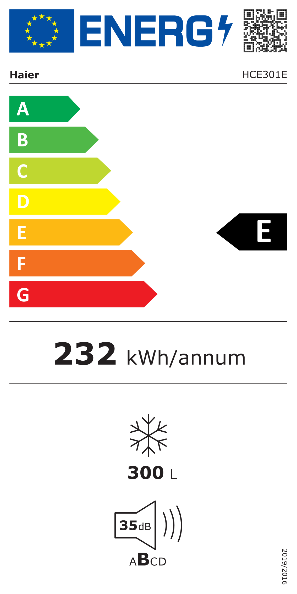 ENERG
Haier HCE301E
A
B
C
D
E
E
F
G
232 kWh/annum
300 L
35dB
ABCD
2019/2016